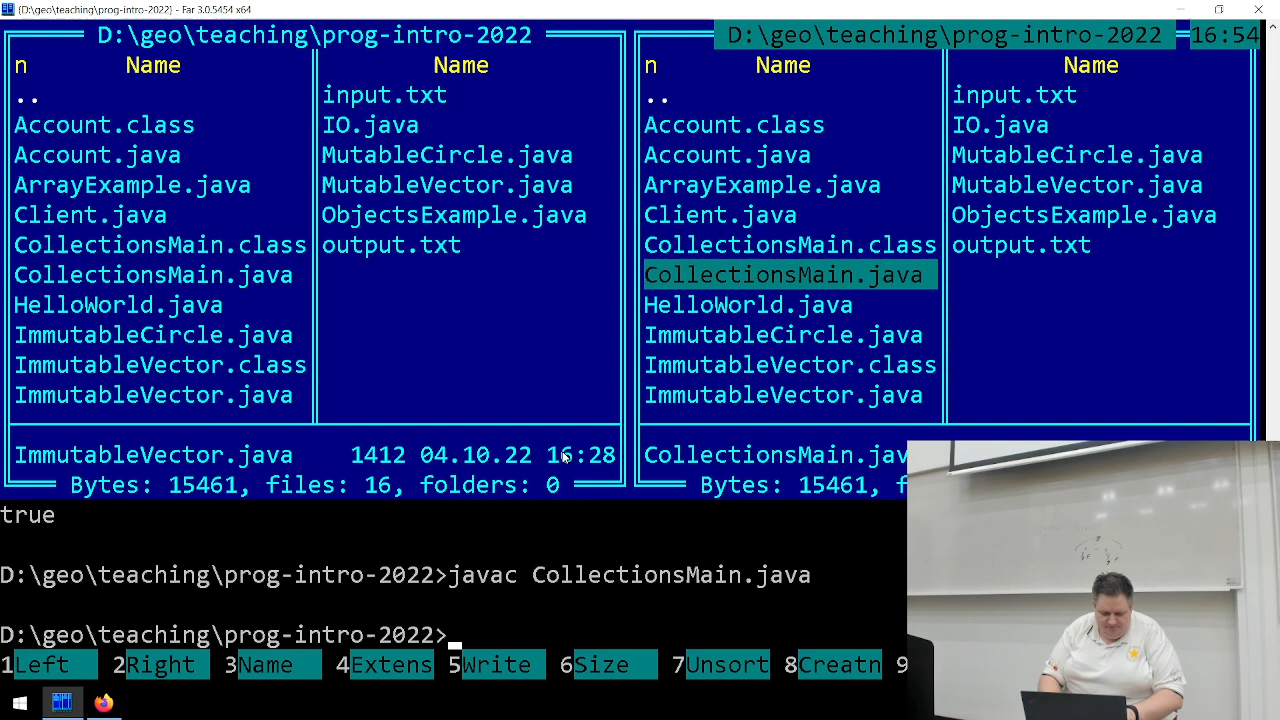 {D:\geo\teaching\prog-intro-2022} - Far 3.0.5454 x64
D:\geo\teaching\prog-intro-2022
n Name Name
..
Account.class
Account.java
ArrayExample.java
Client.java
CollectionsMain.class
CollectionsMain.java
HelloWorld.java
ImmutableCircle.java
ImmutableVector.class
ImmutableVector.java
input.txt
IO.java
MutableCircle.java
MutableVector.java
ObjectsExample.java
output.txt
ImmutableVector.java 1412 04.10.22 16:28
Bytes: 15461, files: 16, folders: 0
D:\geo\teaching\prog-intro-2022 16:54
n Name Name
..
Account.class
Account.java
ArrayExample.java
Client.java
CollectionsMain.class
CollectionsMain.java
HelloWorld.java
ImmutableCircle.java
ImmutableVector.class
ImmutableVector.java
input.txt
IO.java
MutableCircle.java
MutableVector.java
ObjectsExample.java
output.txt
CollectionsMain.jav
Bytes: 15461, f
true
D:\geo\teaching\prog-intro-2022>javac CollectionsMain.java
D:\geo\teaching\prog-intro-2022>
1Left 2Right 3Name 4Extens 5Write 6Size 7Unsort 8Creatn 9